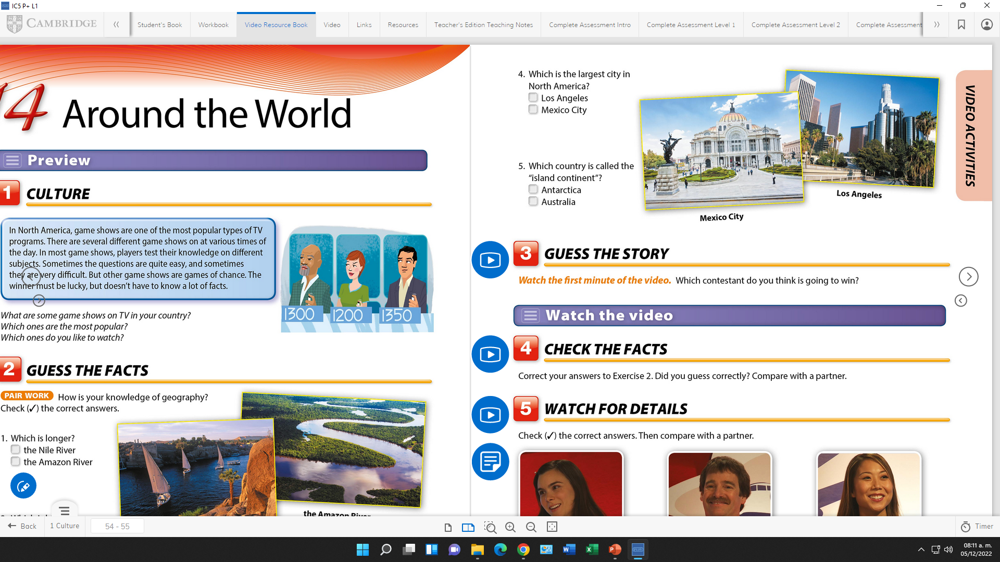 IC5 P+ L1
CAMBRIDGE
Student's Book
Workbook
Video Resource Book
Video
Links
Resources
Teacher's Edition Teaching Notes
Complete Assessment Intro
Complete Assessment Level 1
Complete Assessment Level 2
Complete Assessment
14 Around the World
Preview
1 CULTURE
In North America, game shows are one of the most popular types of TV
programs. There are several different game shows on at various times of
the day. In most game shows, players test their knowledge on different
subjects. Sometimes the questions are quite easy, and sometimes
they are very difficult. But other game shows are games of chance. The
winner must be lucky, but doesn't have to know a lot of facts.
1300
1200
1350
What are some game shows on TV in your country?
Which ones are the most popular?
Which ones do you like to watch?
2 GUESS THE FACTS
PAIR WORK How is your knowledge of geography?
Check (✓) the correct answers.
1. Which is longer?
the Nile River
the Amazon River
the Amazon River
4. Which is the largest city in
North America?
Los Angeles
Mexico City
5. Which country is called the
“island continent”?
Antarctica
Australia
Los Angeles
Mexico City
VIDEO ACTIVITIES
3 GUESS THE STORY
Watch the first minute of the video. Which contestant do you think is going to win?
Watch the video
4 CHECK THE FACTS
Correct your answers to Exercise 2. Did you guess correctly? Compare with a partner.
5 WATCH FOR DETAILS
Check (✓) the correct answers. Then compare with a partner.
Back
1 Culture
54 - 55
Timer
PLUS
08:11 a. m.
05/12/2022